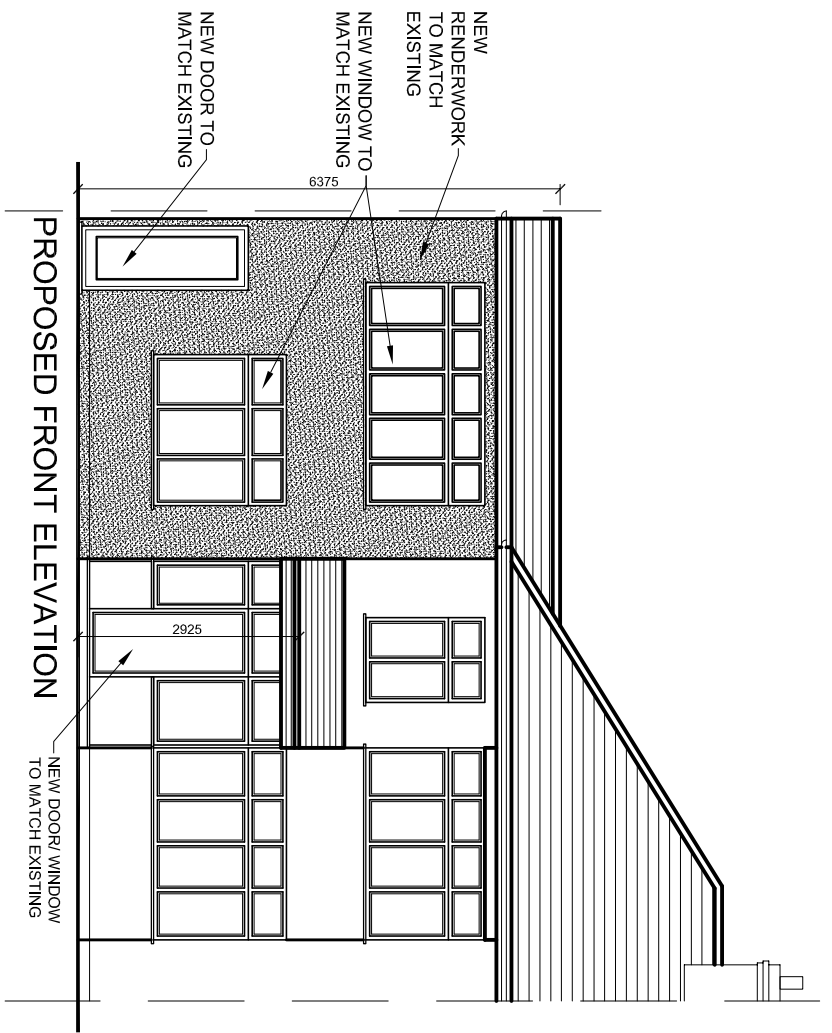 NEW
RENDERWORK
TO MATCH
EXISTING
NEW WINDOW TO
MATCH EXISTING
NEW DOOR TO
MATCH EXISTING
6375
2925
NEW DOOR/ WINDOW
TO MATCH EXISTING
PROPOSED FRONT ELEVATION